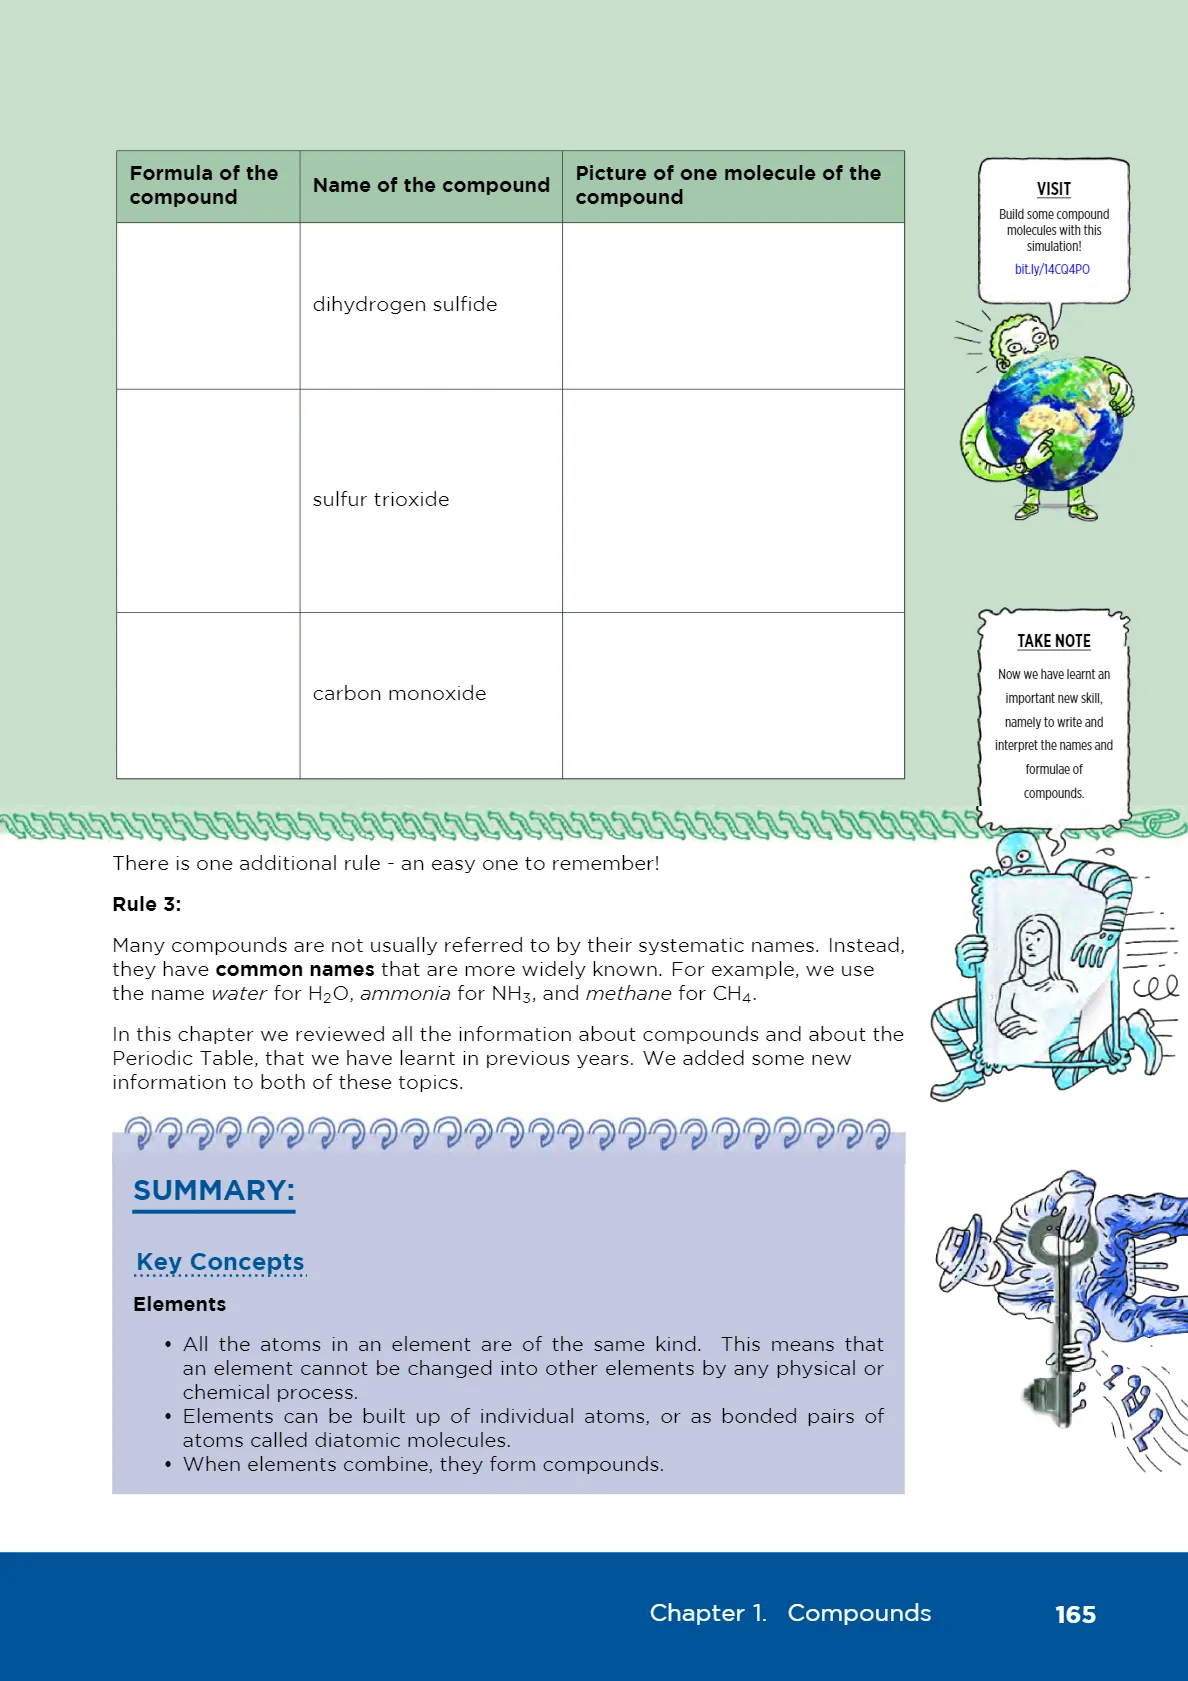 Formula of the
compound
Name of the compound
Picture of one molecule of the
compound
dihydrogen sulfide
sulfur trioxide
carbon monoxide
VISIT
Build some compound
molecules with this
simulation!
bit.ly/14CQ4PO
TAKE NOTE
Now we have learnt an
important new skill,
namely to write and
interpret the names and
formulae of
compounds.
There is one additional rule - an easy one to remember!
Rule 3:
Many compounds are not usually referred to by their systematic names. Instead,
they have common names that are more widely known. For example, we use
the name water for H₂O, ammonia for NH₃, and methane for CH₄.
In this chapter we reviewed all the information about compounds and about the
Periodic Table, that we have learnt in previous years. We added some new
information to both of these topics.
SUMMARY:
Key Concepts
Elements
• All the atoms in an element are of the same kind. This means that
an element cannot be changed into other elements by any physical or
chemical process.
• Elements can be built up of individual atoms, or as bonded pairs of
atoms called diatomic molecules.
• When elements combine, they form compounds.
Chapter 1. Compounds 165